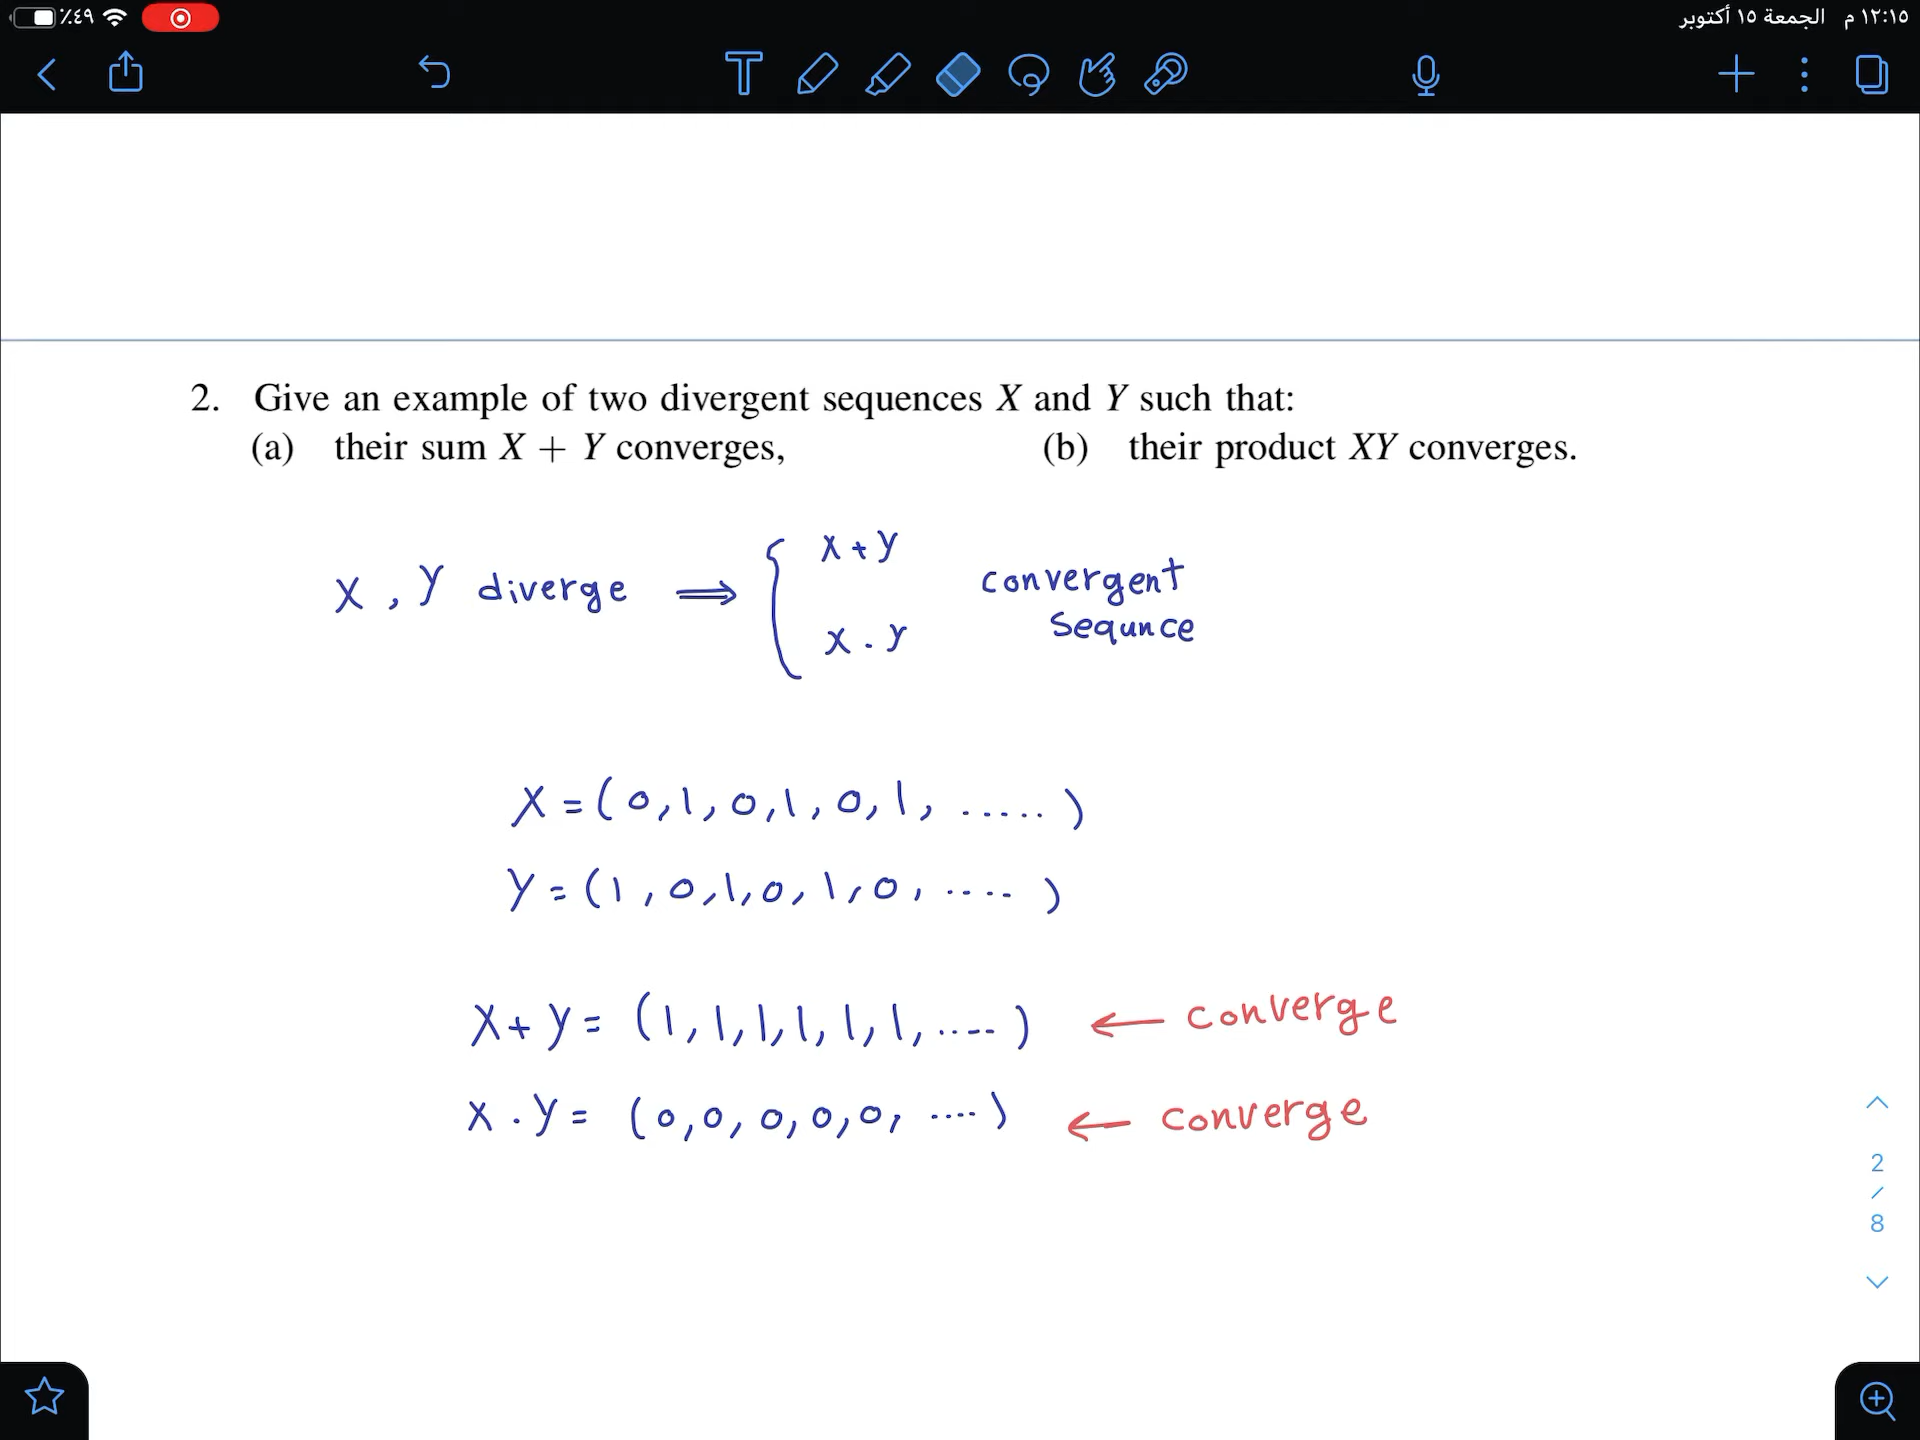 ٪٤٩
١٢:١٥ م الجمعة ١٥ أكتوبر
2. Give an example of two divergent sequences X and Y such that:
(a) their sum X + Y converges, (b) their product XY converges.
X + Y
X , Y diverge ⟹ { convergent
Sequnce
X . Y
X = ( 0, 1, 0, 1, 0, 1, ..... )
Y = ( 1, 0, 1, 0, 1, 0, .... )
X + Y = ( 1, 1, 1, 1, 1, 1, ..... ) ← converge
X . Y = ( 0, 0, 0, 0, 0, .... ) ← converge
2
/
8